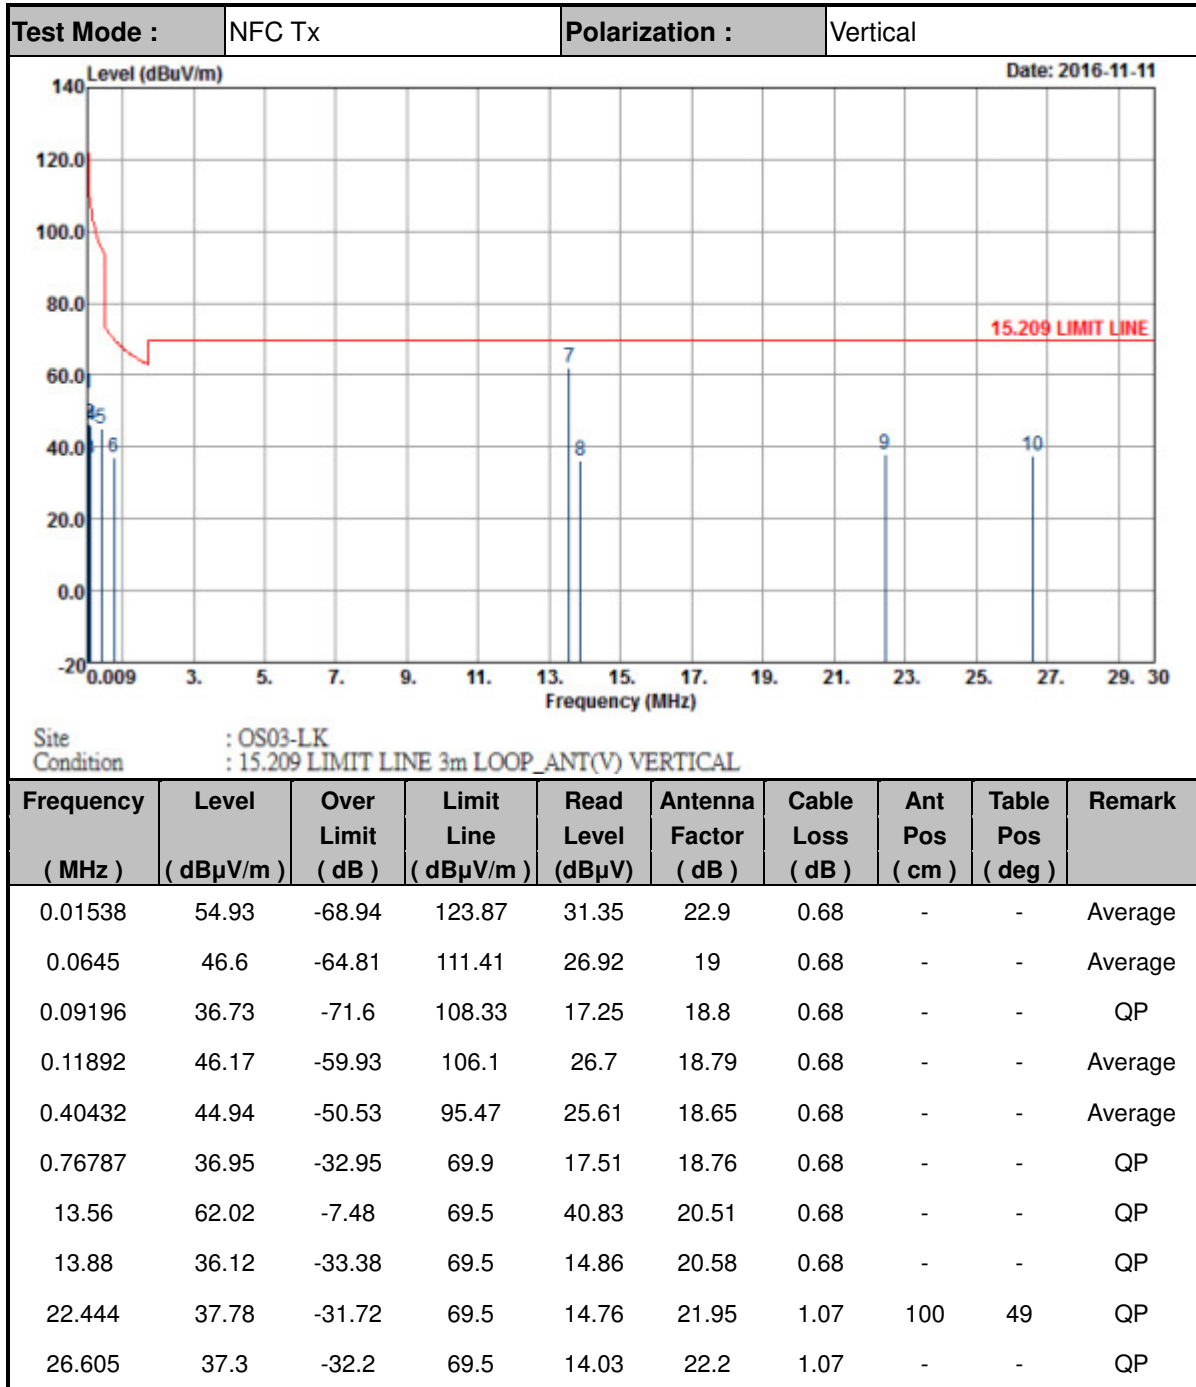 Test Mode : NFC Tx Polarization : Vertical
Level (dBuV/m) Date: 2016-11-11
140
120.0
100.0
80.0
15.209 LIMIT LINE
60.0
40.0
20.0
0.0
-20
5 6 7 8 9 10
0.009 3. 5. 7. 9. 11. 13. 15. 17. 19. 21. 23. 25. 27. 29. 30
Frequency (MHz)
Site : OS03-LK
Condition : 15.209 LIMIT LINE 3m LOOP_ANT(V) VERTICAL
Frequency Level Over Limit Read Antenna Cable Ant Table Remark
Limit Line Level Factor Loss Pos Pos
( MHz ) ( dBµV/m ) ( dB ) ( dBµV/m ) (dBµV) ( dB ) ( dB ) ( cm ) ( deg )
0.01538 54.93 -68.94 123.87 31.35 22.9 0.68 - - Average
0.0645 46.6 -64.81 111.41 26.92 19 0.68 - - Average
0.09196 36.73 -71.6 108.33 17.25 18.8 0.68 - - QP
0.11892 46.17 -59.93 106.1 26.7 18.79 0.68 - - Average
0.40432 44.94 -50.53 95.47 25.61 18.65 0.68 - - Average
0.76787 36.95 -32.95 69.9 17.51 18.76 0.68 - - QP
13.56 62.02 -7.48 69.5 40.83 20.51 0.68 - - QP
13.88 36.12 -33.38 69.5 14.86 20.58 0.68 - - QP
22.444 37.78 -31.72 69.5 14.76 21.95 1.07 100 49 QP
26.605 37.3 -32.2 69.5 14.03 22.2 1.07 - - QP